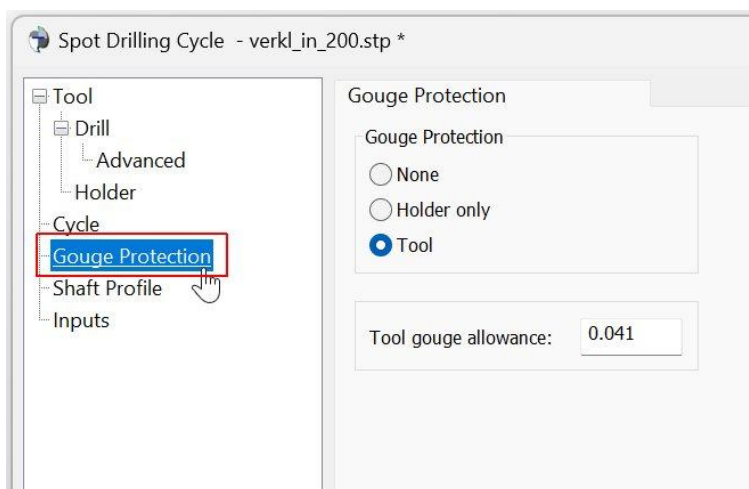 Spot Drilling Cycle - verkl_in_200.stp *
Tool
Drill
Advanced
Holder
Cycle
Gouge Protection
Shaft Profile
Inputs
Gouge Protection
Gouge Protection
None
Holder only
Tool
Tool gouge allowance: 0.041